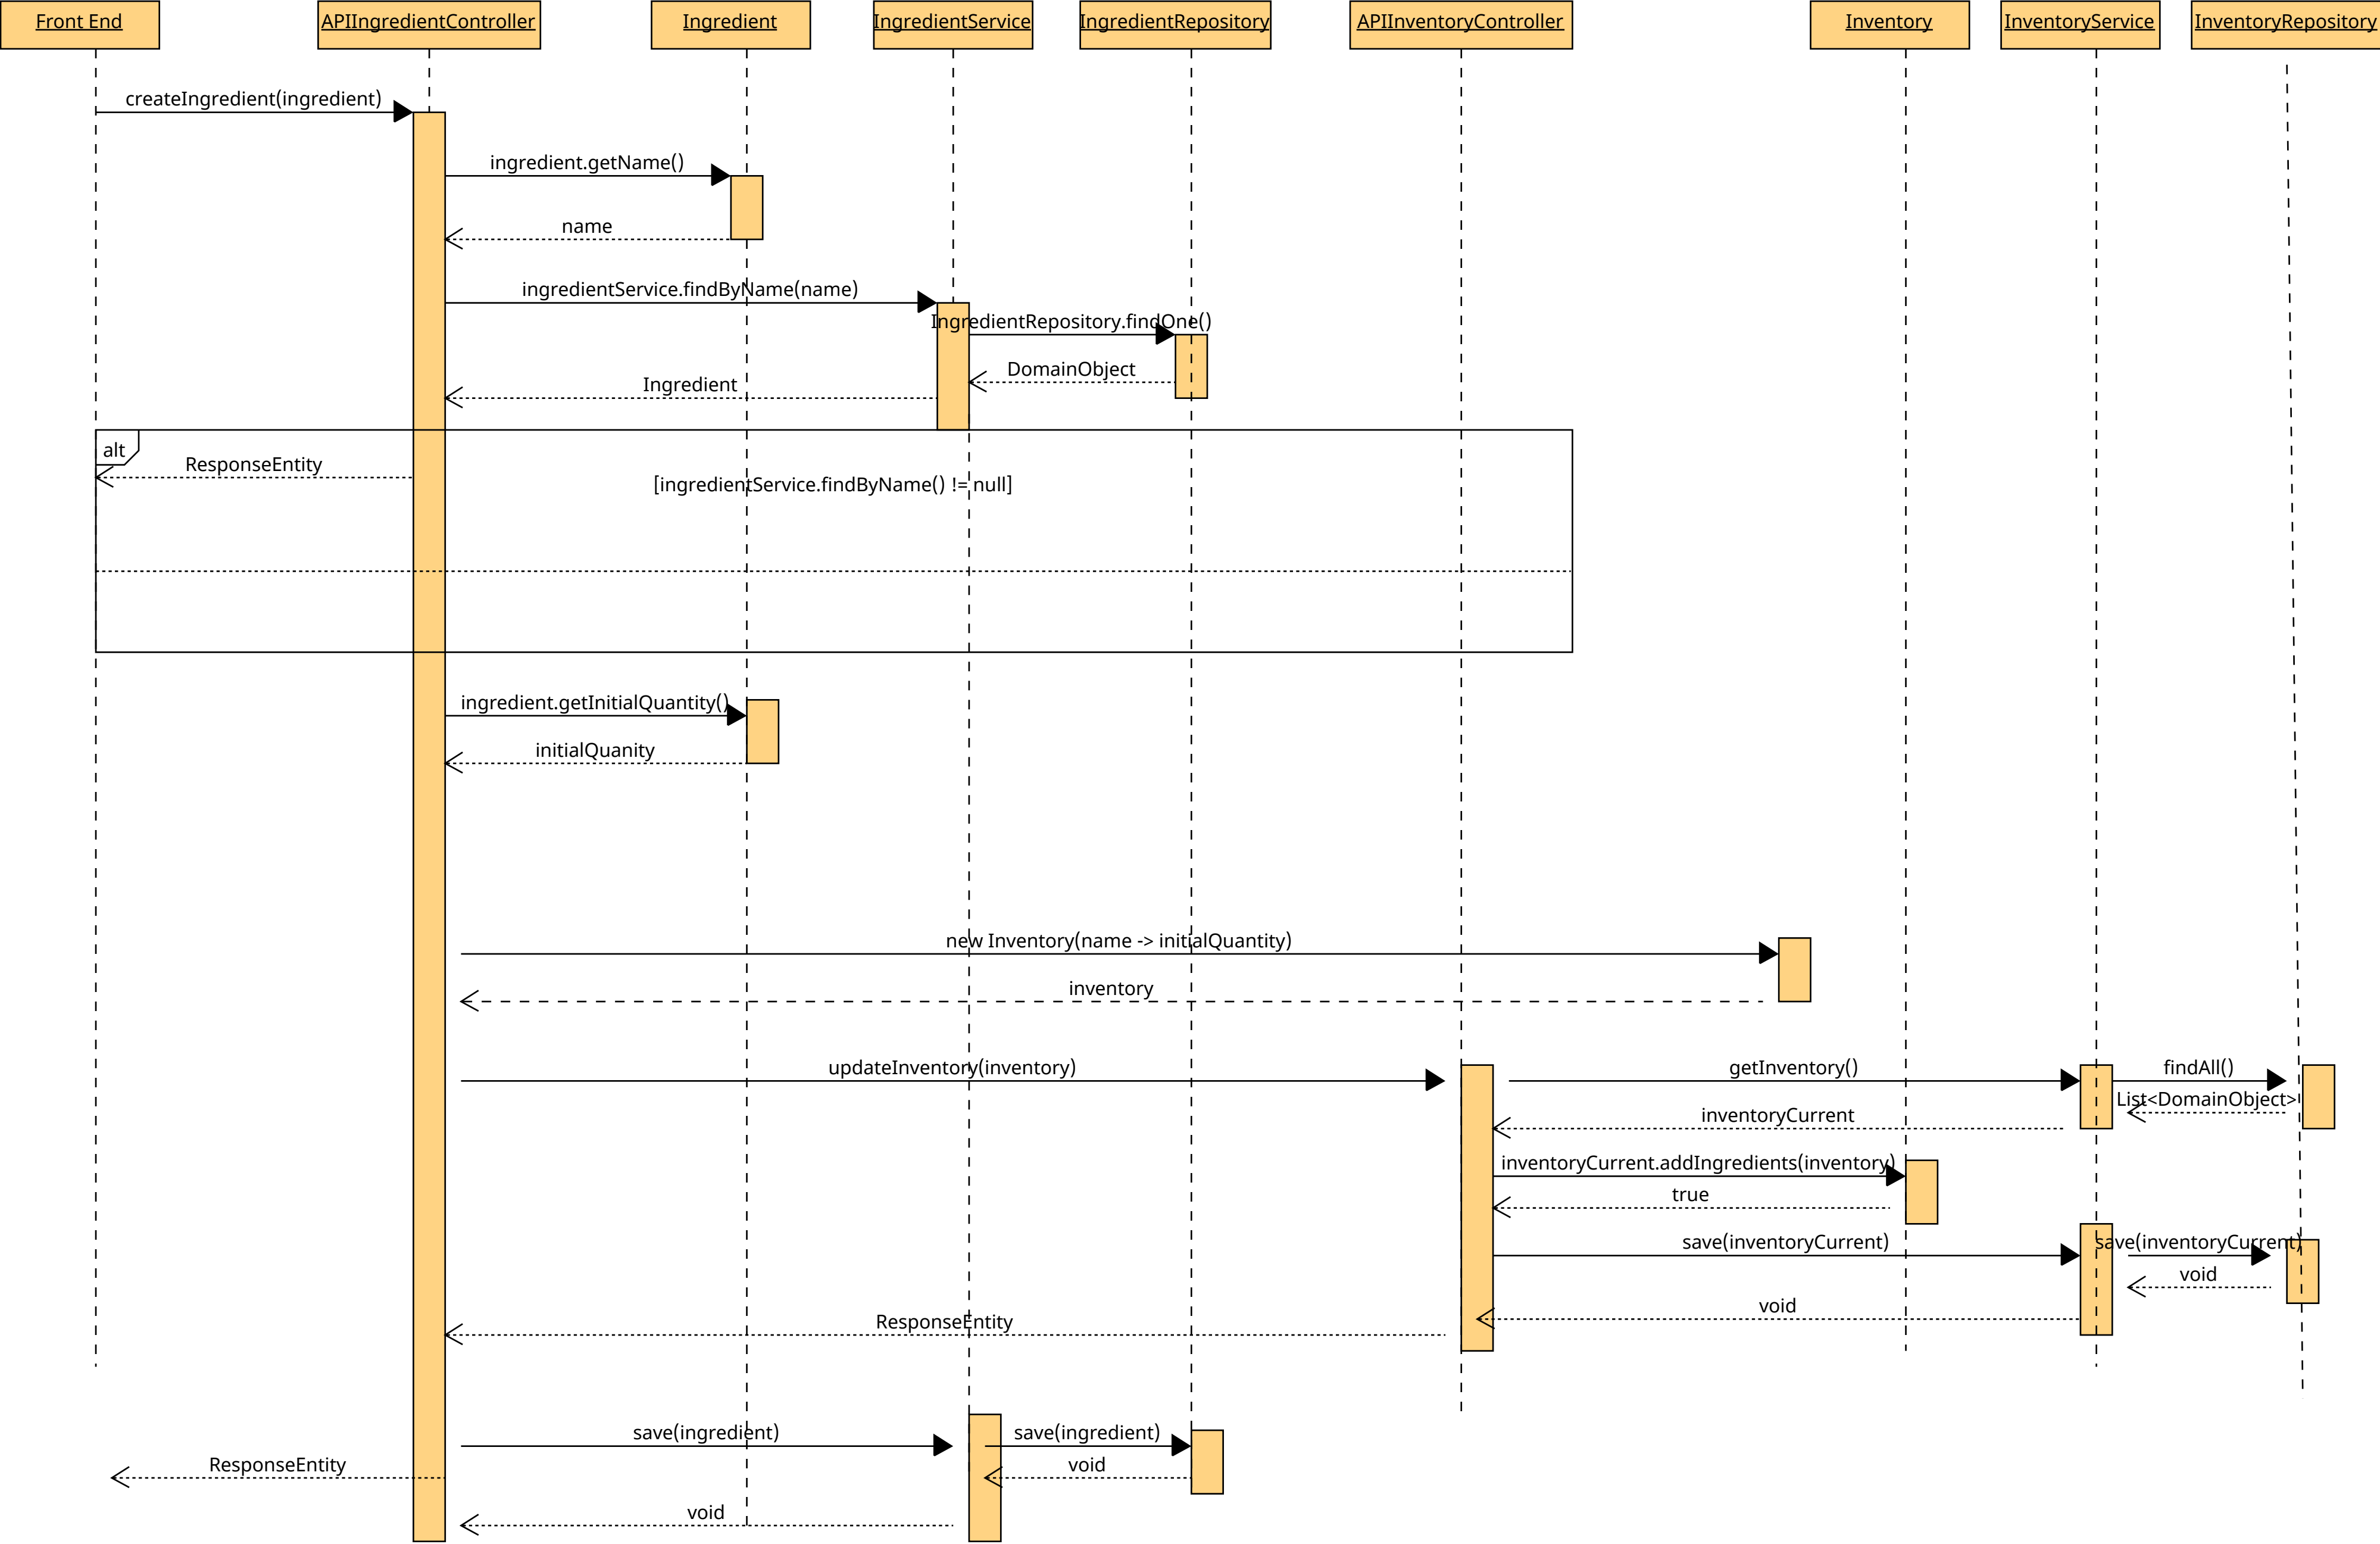 Front End
APIIngredientController
Ingredient
IngredientService
IngredientRepository
APIInventoryController
Inventory
InventoryService
InventoryRepository
createIngredient(ingredient)
ingredient.getName()
name
ingredientService.findByName(name)
IngredientRepository.findOne()
DomainObject
Ingredient
alt
ResponseEntity
[ingredientService.findByName() != null]
ingredient.getInitialQuantity()
initialQuanity
new Inventory(name -> initialQuantity)
inventory
updateInventory(inventory)
getInventory()
findAll()
List<DomainObject>
inventoryCurrent
inventoryCurrent.addIngredients(inventory)
true
save(inventoryCurrent)
save(inventoryCurrent)
void
void
ResponseEntity
save(ingredient)
save(ingredient)
ResponseEntity
void
void